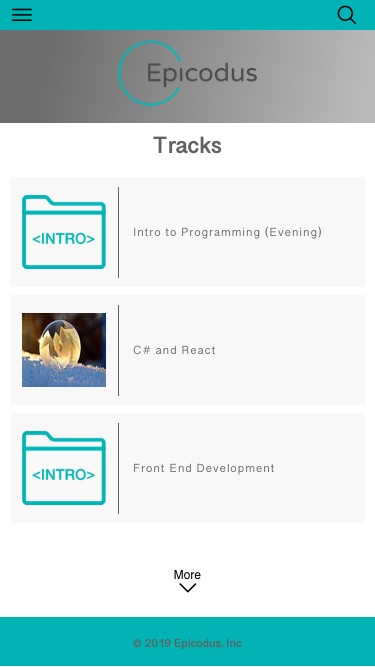 Epicodus
Tracks
<INTRO>
Intro to Programming (Evening)
C# and React
<INTRO>
Front End Development
More
© 2019 Epicodus, inc